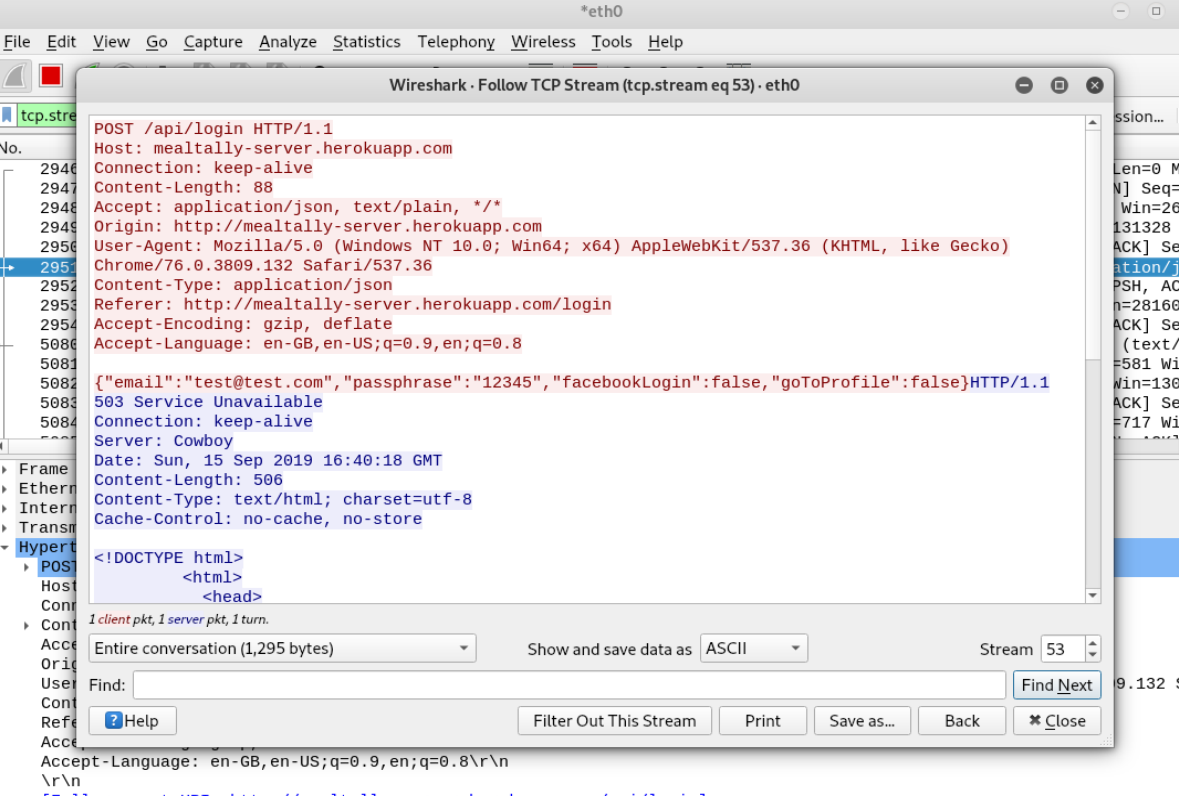 *eth0
File Edit View Go Capture Analyze Statistics Telephony Wireless Tools Help
Wireshark · Follow TCP Stream (tcp.stream eq 53) · eth0
tcp.stre
ssion...
No.
2946
2947
2948
2949
2950
2951
2952
2953
2954
5080
5081
5082
5083
5084
POST /api/login HTTP/1.1
Host: mealtally-server.herokuapp.com
Connection: keep-alive
Content-Length: 88
Accept: application/json, text/plain, */*
Origin: http://mealtally-server.herokuapp.com
User-Agent: Mozilla/5.0 (Windows NT 10.0; Win64; x64) AppleWebKit/537.36 (KHTML, like Gecko)
Chrome/76.0.3809.132 Safari/537.36
Content-Type: application/json
Referer: http://mealtally-server.herokuapp.com/login
Accept-Encoding: gzip, deflate
Accept-Language: en-GB,en-US;q=0.9,en;q=0.8
{"email":"test@test.com","passphrase":"12345","facebookLogin":false,"goToProfile":false}HTTP/1.1
503 Service Unavailable
Connection: keep-alive
Server: Cowboy
Date: Sun, 15 Sep 2019 16:40:18 GMT
Content-Length: 506
Content-Type: text/html; charset=utf-8
Cache-Control: no-cache, no-store
<!DOCTYPE html>
<html>
<head>
Len=0 M
N] Seq=
Win=26
131328
ACK] Se
ation/j
PSH, AC
n=28160
ACK] Se
(text/
=581 Wi
Win=130
ACK] Se
=717 Wi
1 client pkt, 1 server pkt, 1 turn.
Entire conversation (1,295 bytes) Show and save data as ASCII Stream 53
Find: Find Next
Help Filter Out This Stream Print Save as... Back Close
Frame
Ethern
Intern
Transm
Hypert
POST
Host
Conn
Cont
Acce
Orig
User
9.132 S
Cont
Refe
Acce
Accept-Language: en-GB,en-US;q=0.9,en;q=0.8\r\n
\r\n